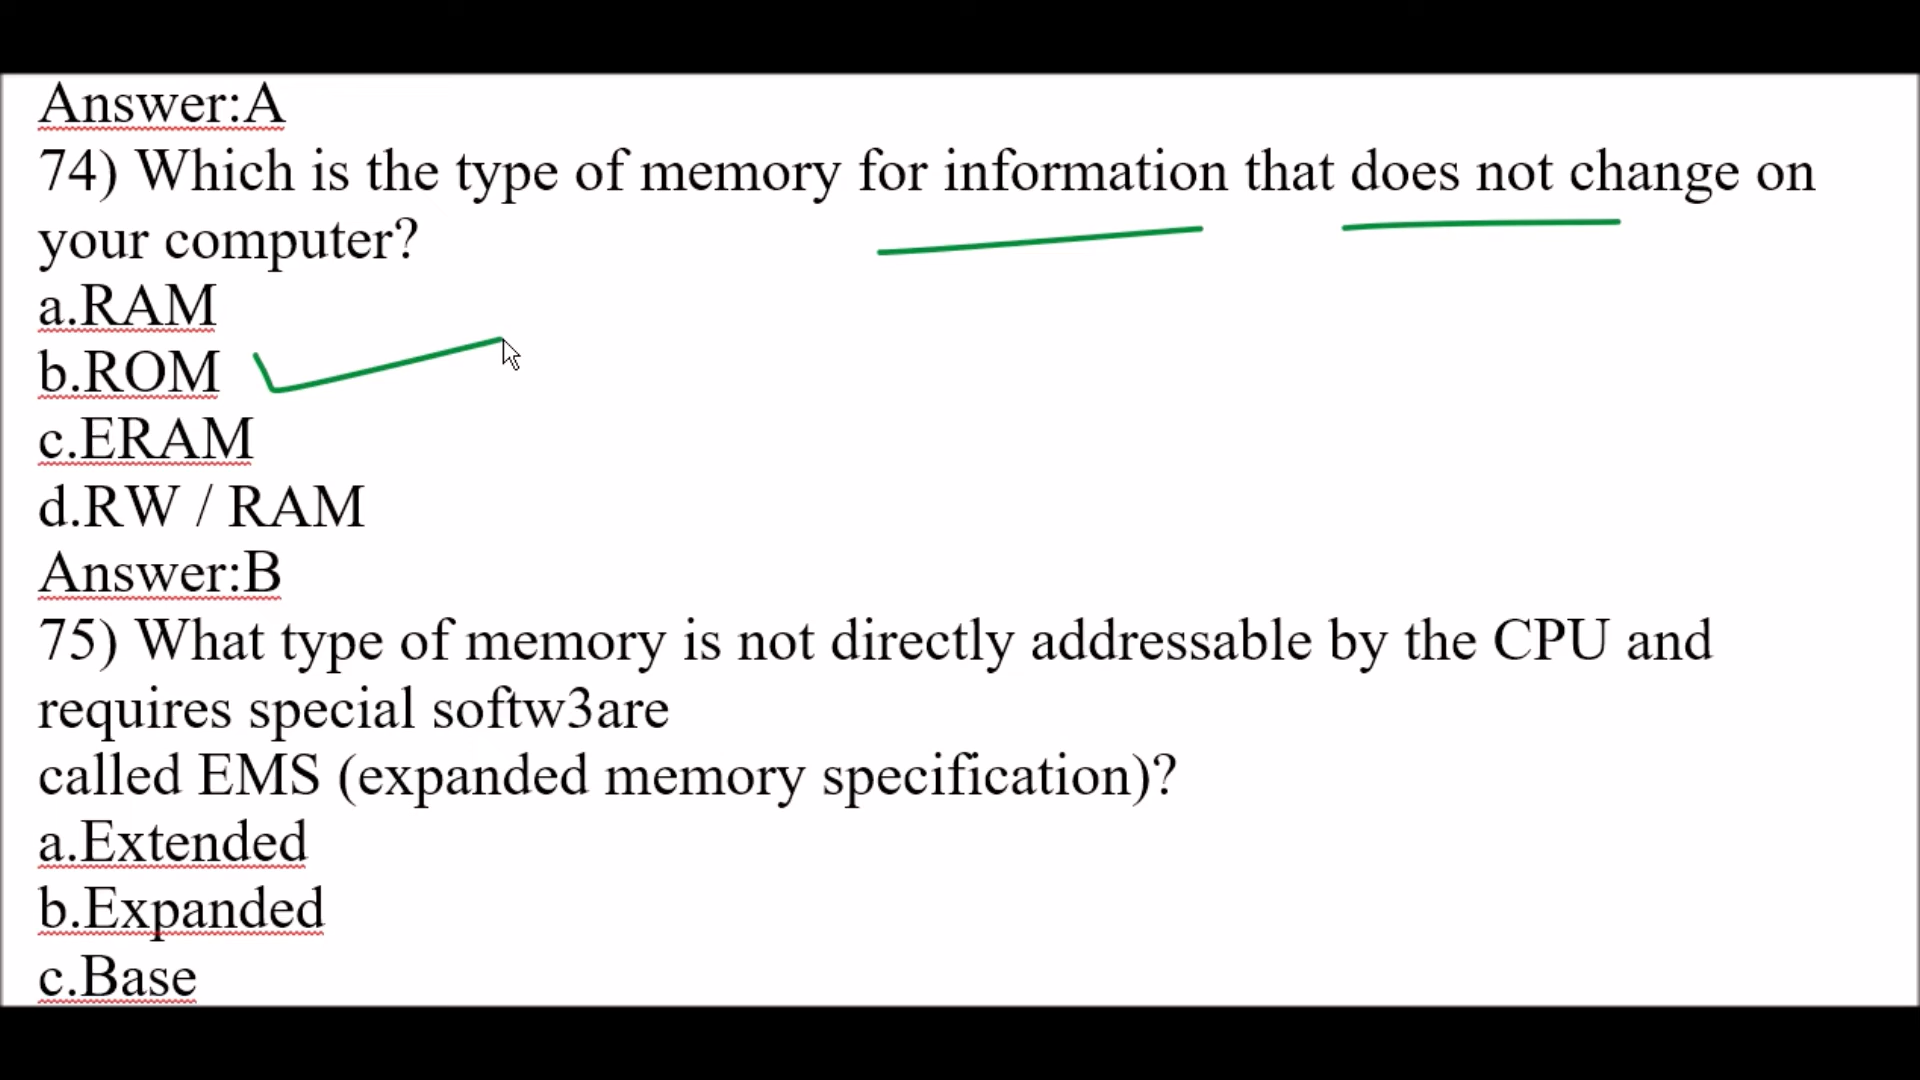 Answer:A
74) Which is the type of memory for information that does not change on
your computer?
a.RAM
b.ROM
c.ERAM
d.RW / RAM
Answer:B
75) What type of memory is not directly addressable by the CPU and
requires special softw3are
called EMS (expanded memory specification)?
a.Extended
b.Expanded
c.Base